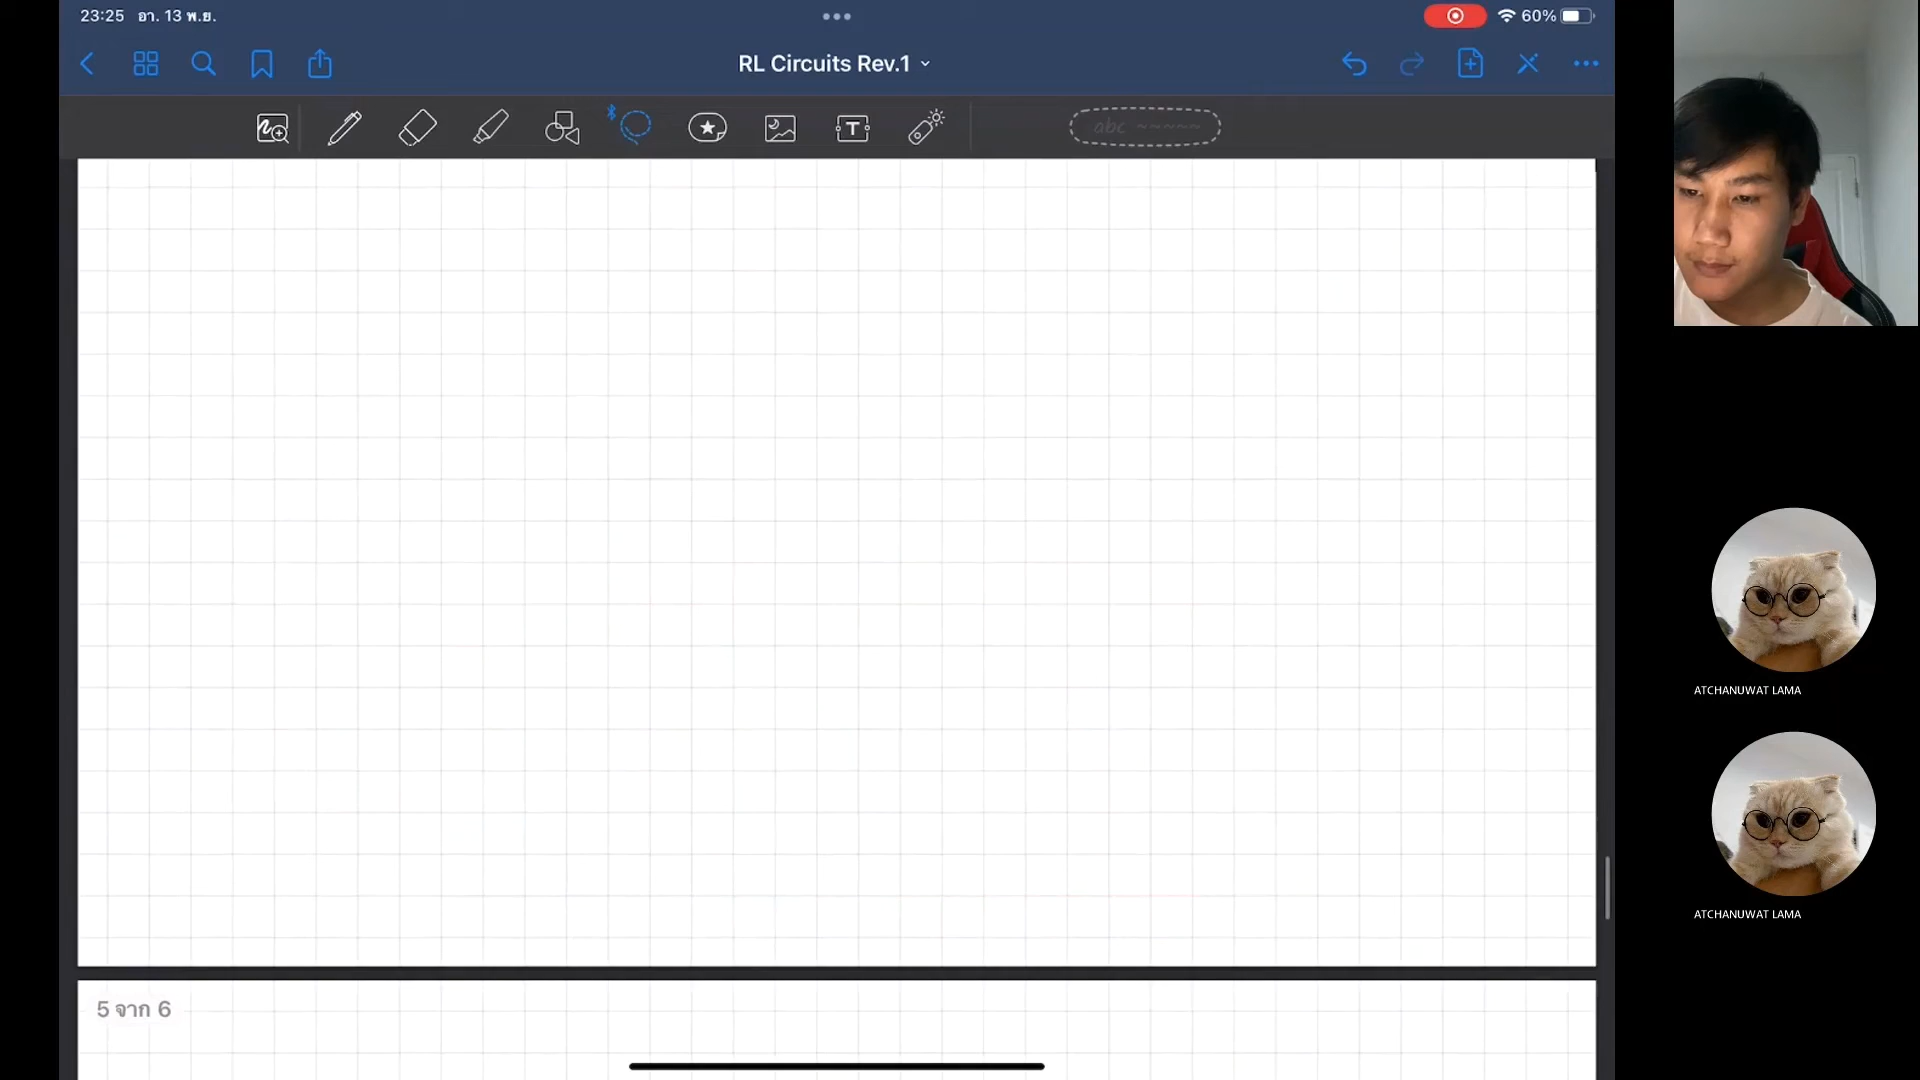 23:25 อา. 13 พ.ย.
60%
RL Circuits Rev.1
T
abc
5 จาก 6
ATCHANUWAT LAMA
ATCHANUWAT LAMA